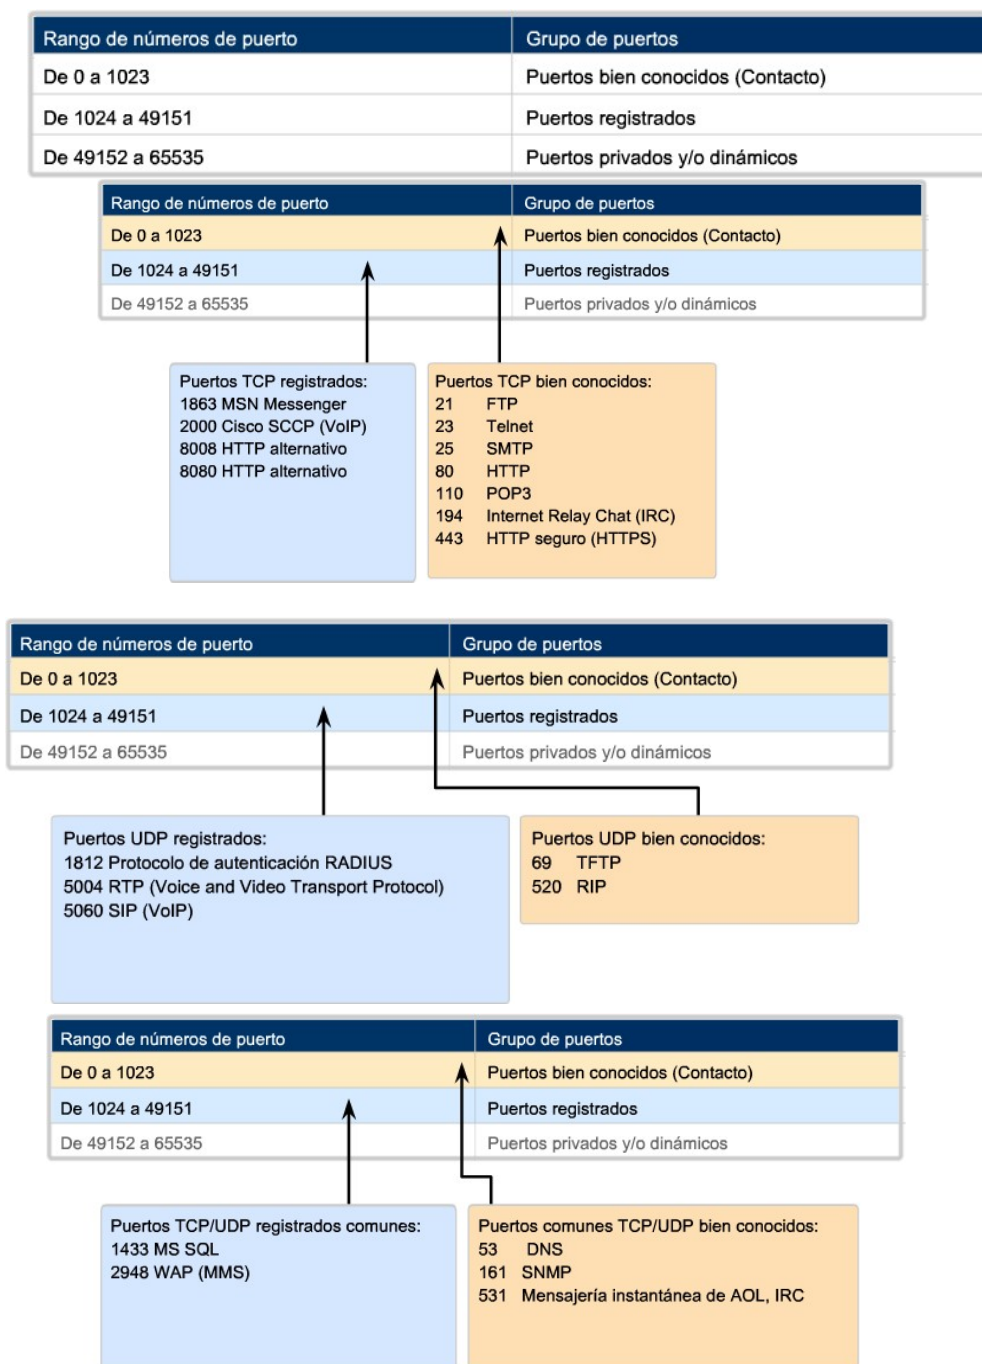 Rango de números de puerto Grupo de puertos
De 0 a 1023 Puertos bien conocidos (Contacto)
De 1024 a 49151 Puertos registrados
De 49152 a 65535 Puertos privados y/o dinámicos
Rango de números de puerto Grupo de puertos
De 0 a 1023 Puertos bien conocidos (Contacto)
De 1024 a 49151 Puertos registrados
De 49152 a 65535 Puertos privados y/o dinámicos
Puertos TCP registrados:
1863 MSN Messenger
2000 Cisco SCCP (VoIP)
8008 HTTP alternativo
8080 HTTP alternativo
Puertos TCP bien conocidos:
21 FTP
23 Telnet
25 SMTP
80 HTTP
110 POP3
194 Internet Relay Chat (IRC)
443 HTTP seguro (HTTPS)
Rango de números de puerto Grupo de puertos
De 0 a 1023 Puertos bien conocidos (Contacto)
De 1024 a 49151 Puertos registrados
De 49152 a 65535 Puertos privados y/o dinámicos
Puertos UDP registrados:
1812 Protocolo de autenticación RADIUS
5004 RTP (Voice and Video Transport Protocol)
5060 SIP (VoIP)
Puertos UDP bien conocidos:
69 TFTP
520 RIP
Rango de números de puerto Grupo de puertos
De 0 a 1023 Puertos bien conocidos (Contacto)
De 1024 a 49151 Puertos registrados
De 49152 a 65535 Puertos privados y/o dinámicos
Puertos TCP/UDP registrados comunes:
1433 MS SQL
2948 WAP (MMS)
Puertos comunes TCP/UDP bien conocidos:
53 DNS
161 SNMP
531 Mensajería instantánea de AOL, IRC